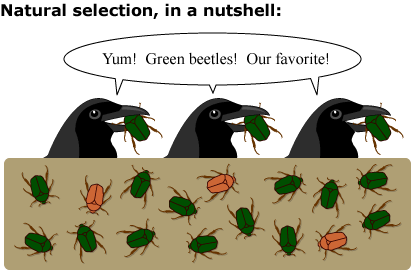 Natural selection, in a nutshell:
Yum! Green beetles! Our favorite!